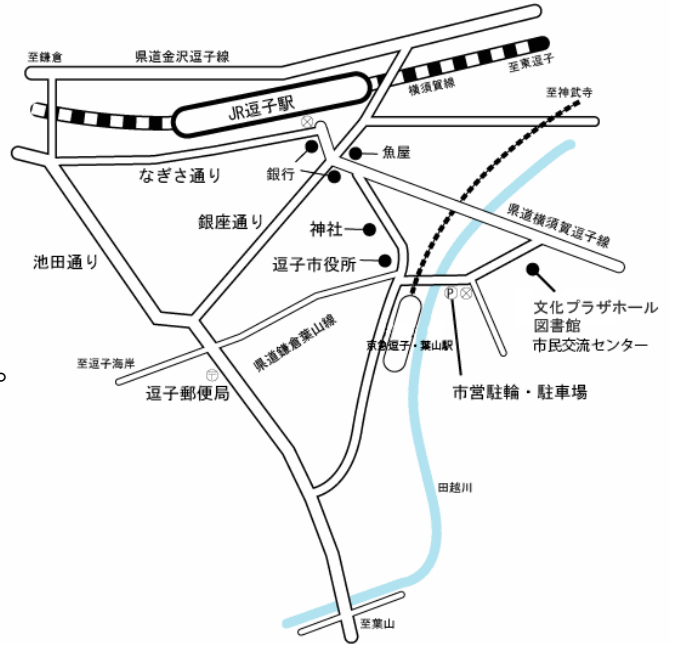 至鎌倉
県道金沢逗子線
至東逗子
横須賀線
JR逗子駅
至神武寺
なぎさ通り
銀行
魚屋
銀座通り
神社
県道横須賀逗子線
池田通り
逗子市役所
P
文化プラザホール
図書館
市民交流センター
県道鎌倉葉山線
京急逗子・葉山駅
至逗子海岸
〒
逗子郵便局
市営駐輪・駐車場
。
田越川
至葉山